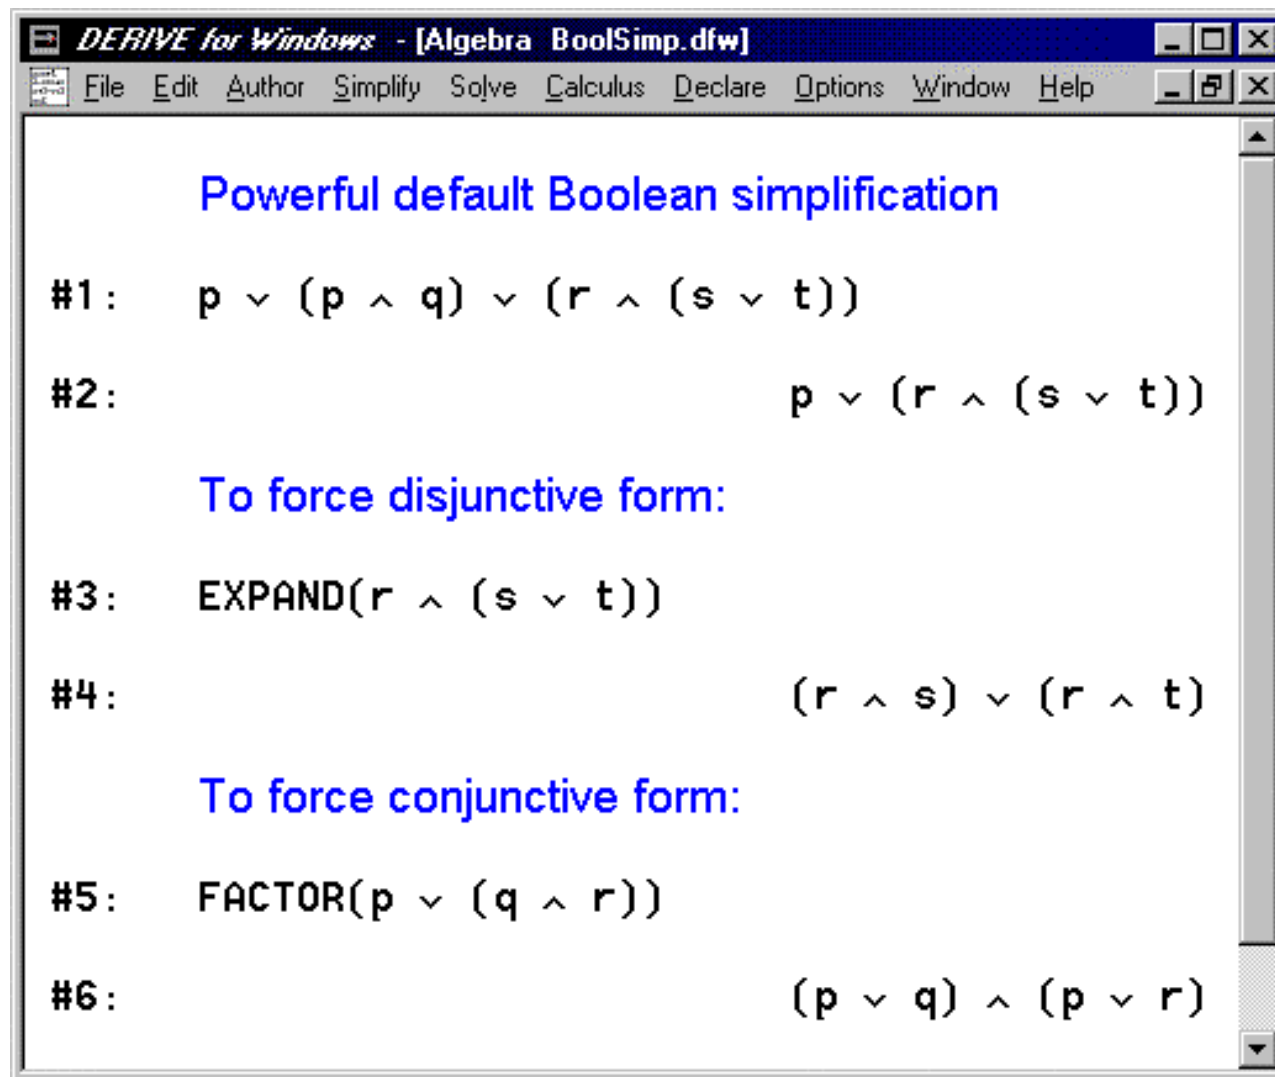 DERIVE for Windows - [Algebra BoolSimp.dfw]
File Edit Author Simplify Solve Calculus Declare Options Window Help
Powerful default Boolean simplification
#1: p ∨ (p ∧ q) ∨ (r ∧ (s ∨ t))
#2: p ∨ (r ∧ (s ∨ t))
To force disjunctive form:
#3: EXPAND(r ∧ (s ∨ t))
#4: (r ∧ s) ∨ (r ∧ t)
To force conjunctive form:
#5: FACTOR(p ∨ (q ∧ r))
#6: (p ∨ q) ∧ (p ∨ r)